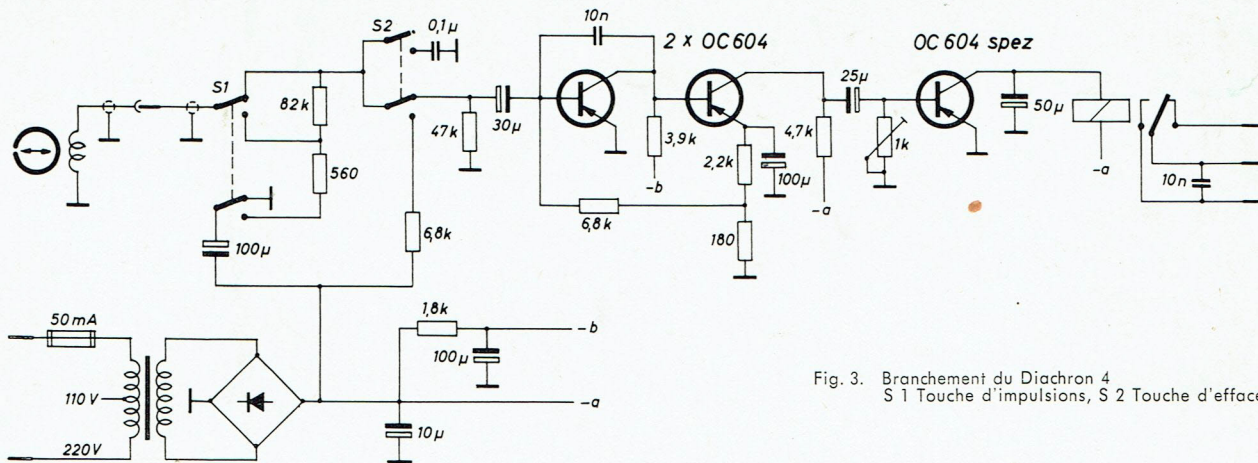 S1
S2
0,1µ
10n
2 x OC 604
OC 604 spez
82k
560
100µ
47k
30µ
3,9k
-b
2,2k
100µ
6,8k
180
4,7k
-a
25µ
1k
50µ
-a
10n
6,8k
50mA
110V
220V
1,8k
-b
100µ
-a
10µ
Fig. 3. Branchement du Diachron 4
S 1 Touche d'impulsions, S 2 Touche d'efface